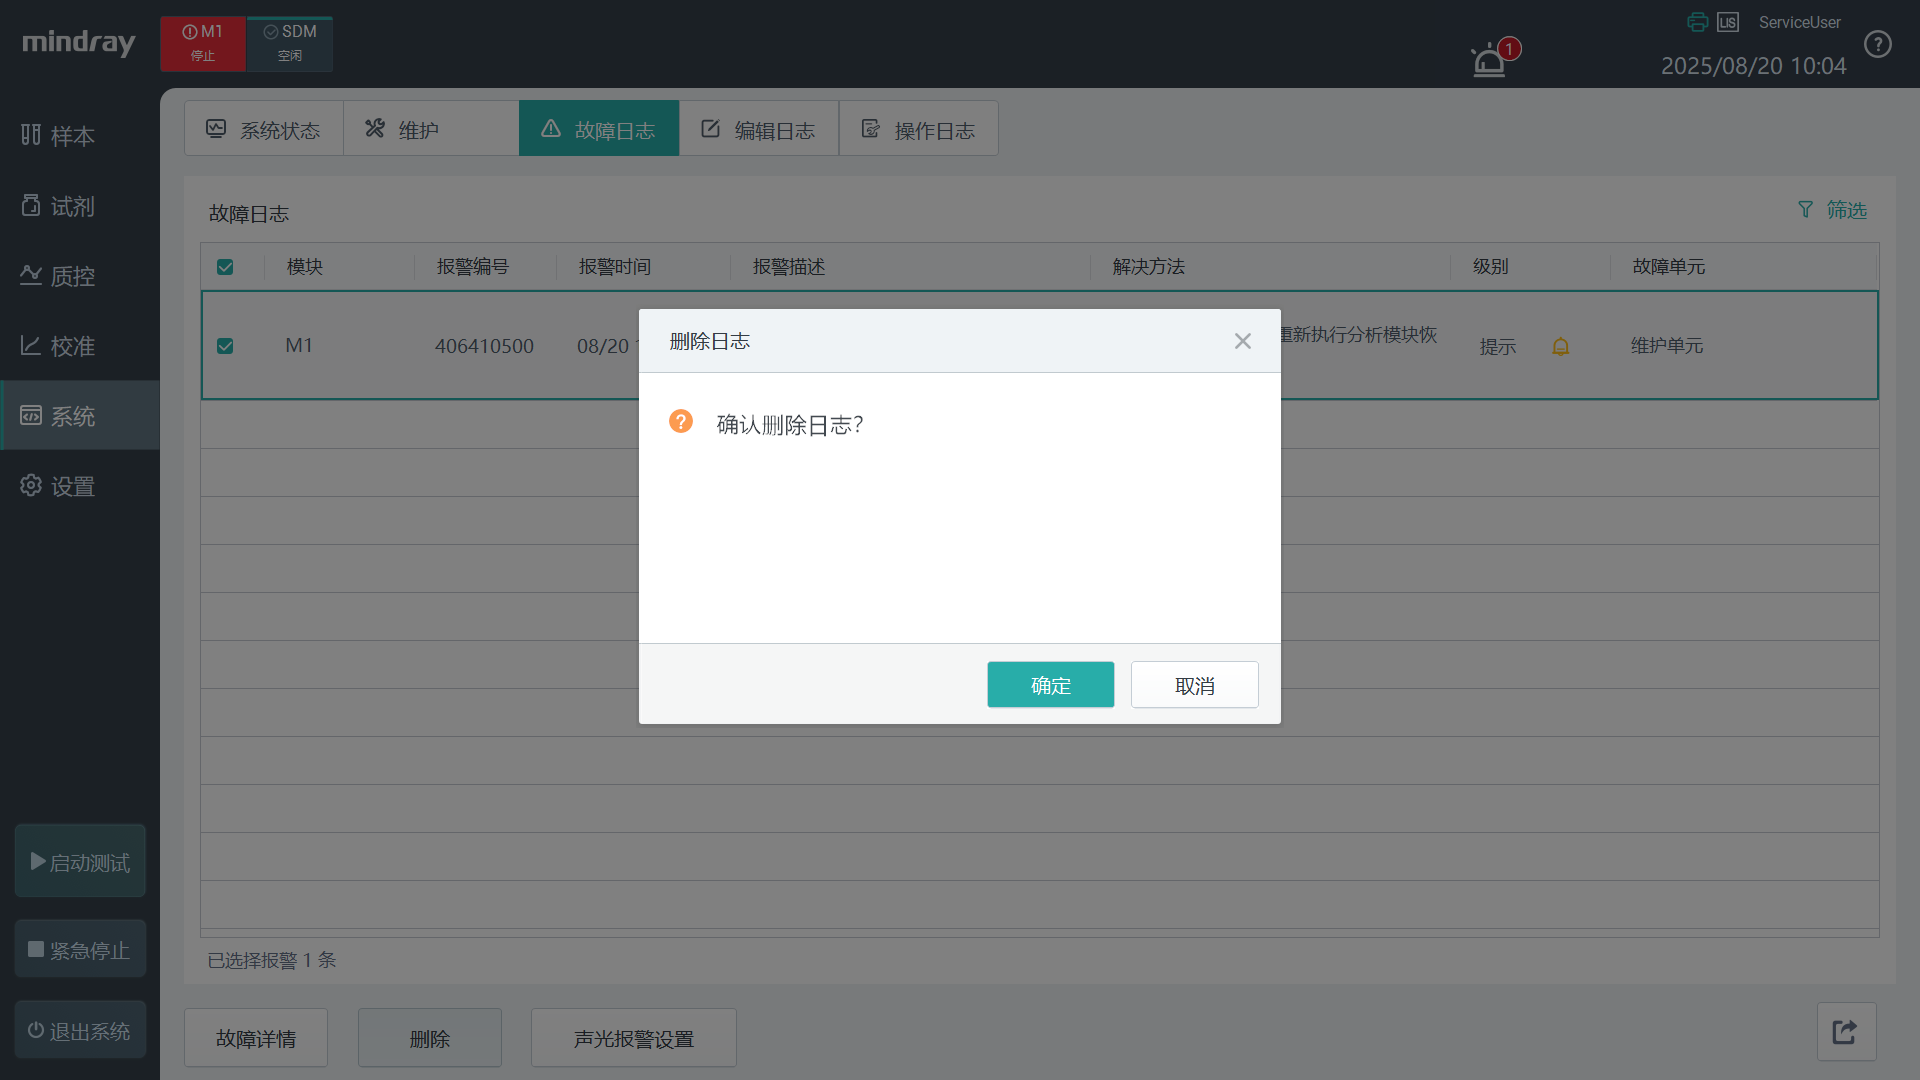 mindray
M1
停止
SDM
空闲
1
LIS
ServiceUser
2025/08/20 10:04
?
样本
试剂
质控
校准
系统
设置
启动测试
紧急停止
退出系统
系统状态
维护
故障日志
编辑日志
操作日志
故障日志
筛选
模块
报警编号
报警时间
报警描述
解决方法
级别
故障单元
M1
406410500
08/20
重新执行分析模块恢
提示
维护单元
删除日志
?
确认删除日志?
确定
取消
已选择报警 1 条
故障详情
删除
声光报警设置